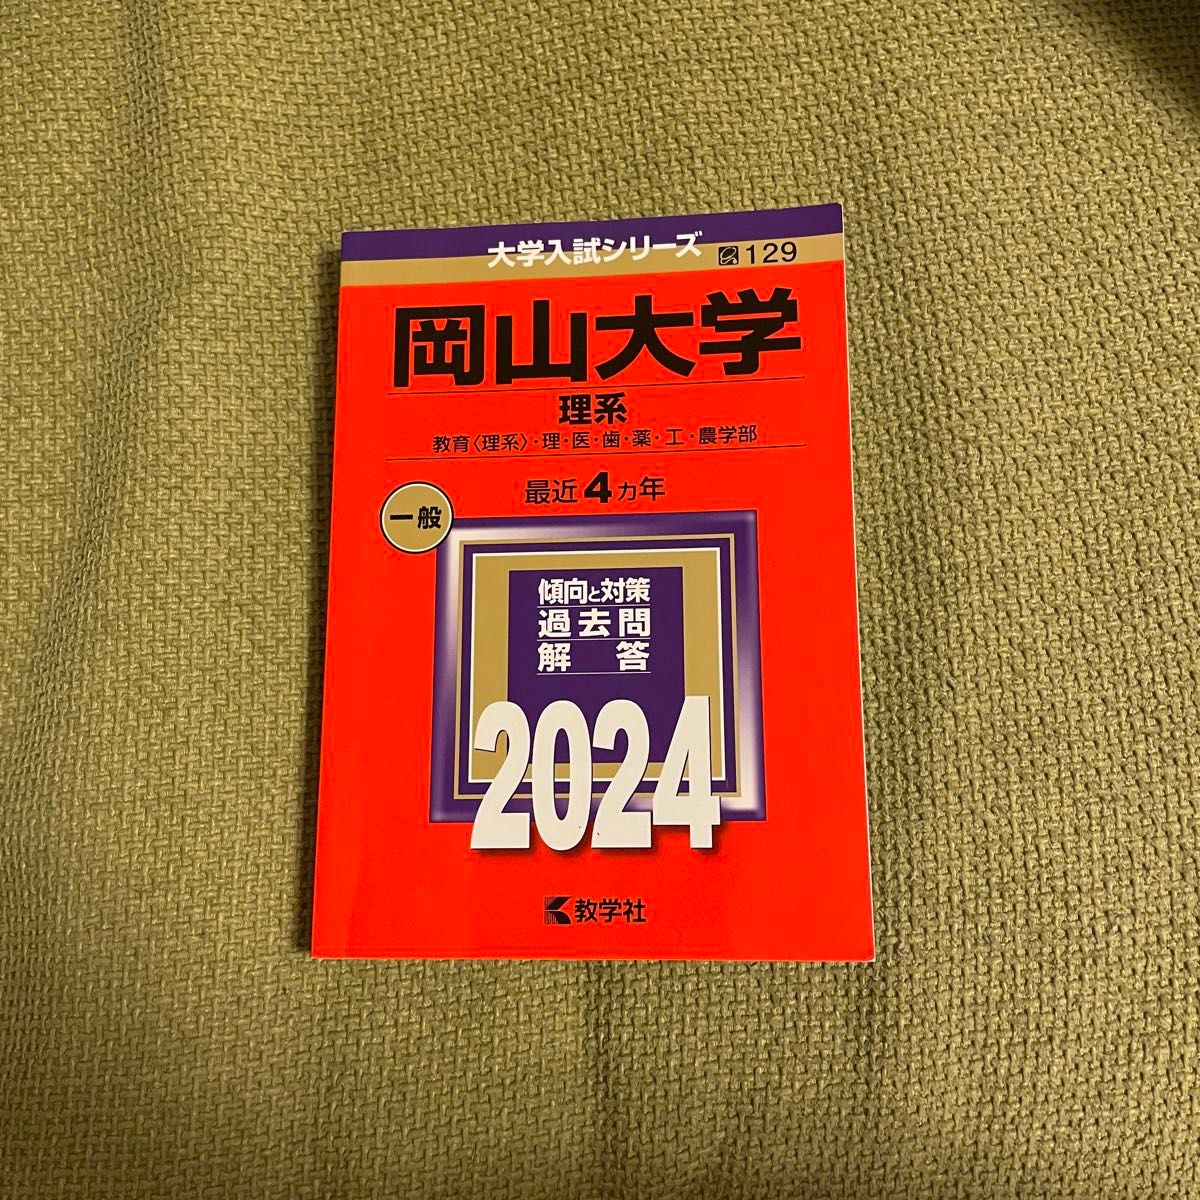 大学入試シリーズ 129
岡山大学
理系
教育〈理系〉・理・医・歯・薬・工・農学部
最近4カ年
一般
傾向と対策
過去問
解答
2024
教学社